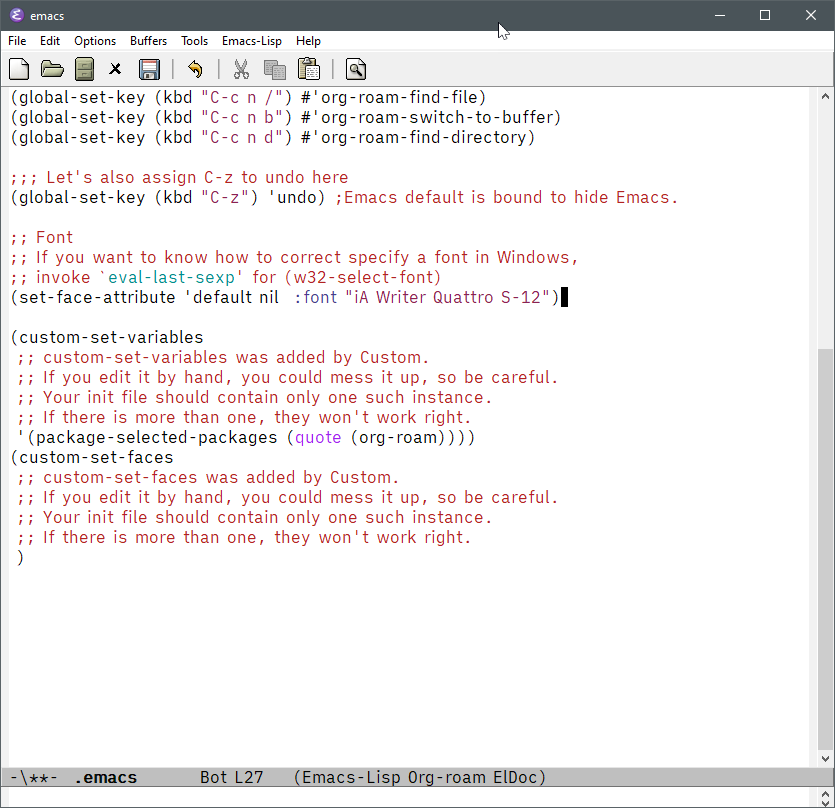 emacs
File Edit Options Buffers Tools Emacs-Lisp Help
(global-set-key (kbd "C-c n /") #'org-roam-find-file)
(global-set-key (kbd "C-c n b") #'org-roam-switch-to-buffer)
(global-set-key (kbd "C-c n d") #'org-roam-find-directory)
;;; Let's also assign C-z to undo here
(global-set-key (kbd "C-z") 'undo) ;Emacs default is bound to hide Emacs.
;; Font
;; If you want to know how to correct specify a font in Windows,
;; invoke `eval-last-sexp' for (w32-select-font)
(set-face-attribute 'default nil :font "iA Writer Quattro S-12")
(custom-set-variables
;; custom-set-variables was added by Custom.
;; If you edit it by hand, you could mess it up, so be careful.
;; Your init file should contain only one such instance.
;; If there is more than one, they won't work right.
'(package-selected-packages (quote (org-roam))))
(custom-set-faces
;; custom-set-faces was added by Custom.
;; If you edit it by hand, you could mess it up, so be careful.
;; Your init file should contain only one such instance.
;; If there is more than one, they won't work right.
)
-\**- .emacs Bot L27 (Emacs-Lisp Org-roam ElDoc)